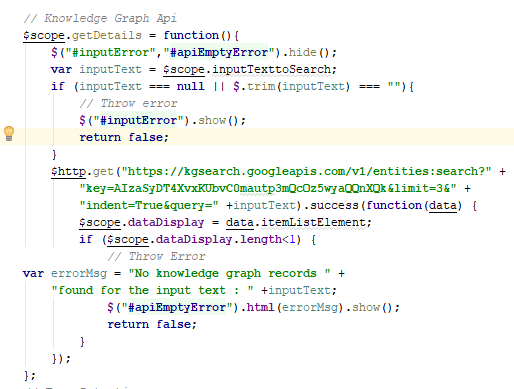 // Knowledge Graph Api
$scope.getDetails = function(){
$("#inputError","#apiEmptyError").hide();
var inputText = $scope.inputTexttoSearch;
if (inputText === null || $.trim(inputText) === ""){
// Throw error
$("#inputError").show();
return false;
}
$http.get("https://kgsearch.googleapis.com/v1/entities:search?" +
"key=AIzaSyDT4XvxKUbvC0mautp3mQcOz5wyaQQnXQk&limit=3&" +
"indent=True&query=" +inputText).success(function(data) {
$scope.dataDisplay = data.itemListElement;
if ($scope.dataDisplay.length<1) {
// Throw Error
var errorMsg = "No knowledge graph records " +
"found for the input text : " +inputText;
$("#apiEmptyError").html(errorMsg).show();
return false;
}
});
};